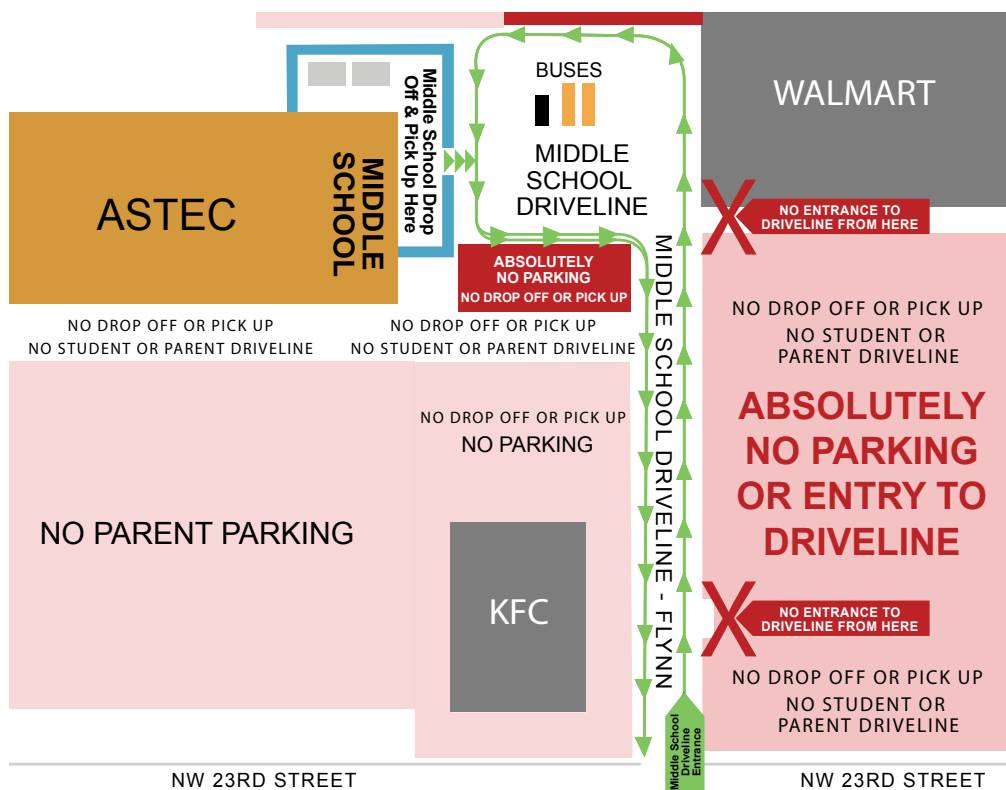 WALMART
BUSES
MIDDLE
SCHOOL
DRIVELINE
Middle School Drop
Off & Pick Up Here
MIDDLE
SCHOOL
ASTEC
NO ENTRANCE TO
DRIVELINE FROM HERE
ABSOLUTELY
NO PARKING
NO DROP OFF OR PICK UP
MIDDLE SCHOOL DRIVELINE - FLYNN
NO DROP OFF OR PICK UP
NO STUDENT OR PARENT DRIVELINE
NO DROP OFF OR PICK UP
NO STUDENT OR PARENT DRIVELINE
NO DROP OFF OR PICK UP
NO STUDENT OR
PARENT DRIVELINE
ABSOLUTELY
NO PARKING
OR ENTRY TO
DRIVELINE
NO DROP OFF OR PICK UP
NO PARKING
NO PARENT PARKING
KFC
NO ENTRANCE TO
DRIVELINE FROM HERE
NO DROP OFF OR PICK UP
NO STUDENT OR
PARENT DRIVELINE
Middle School
Driveline
Entrance
NW 23RD STREET
NW 23RD STREET